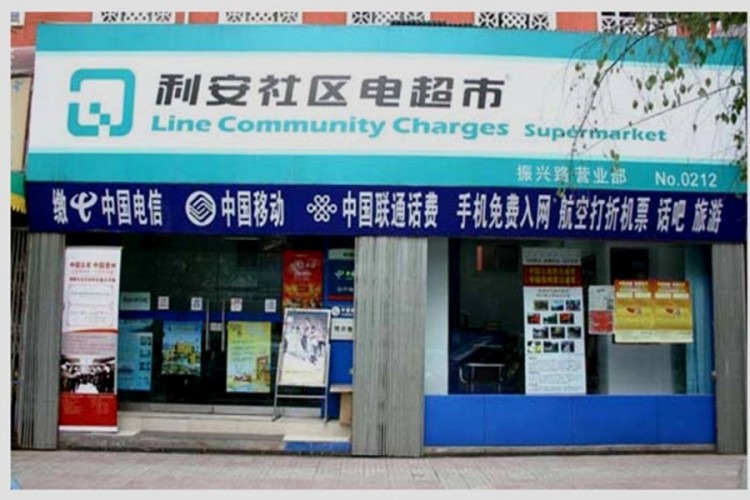 利安社区电超市
Line Community Charges Supermarket
振兴路营业部 No.0212
缴 中国电信 中国移动 中国联通话费 手机免费入网 航空打折机票 话吧 旅游